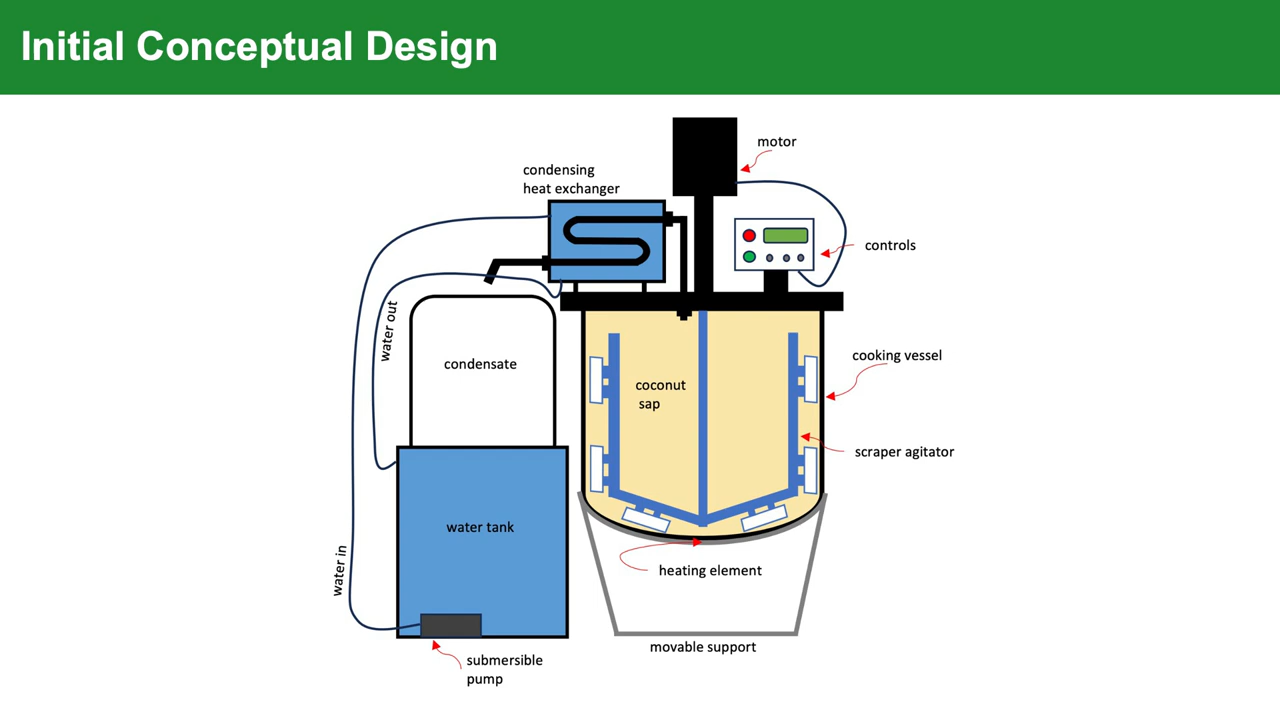 Initial Conceptual Design
motor
condensing
heat exchanger
controls
water out
condensate
coconut
sap
cooking vessel
scraper agitator
water tank
water in
heating element
movable support
submersible
pump